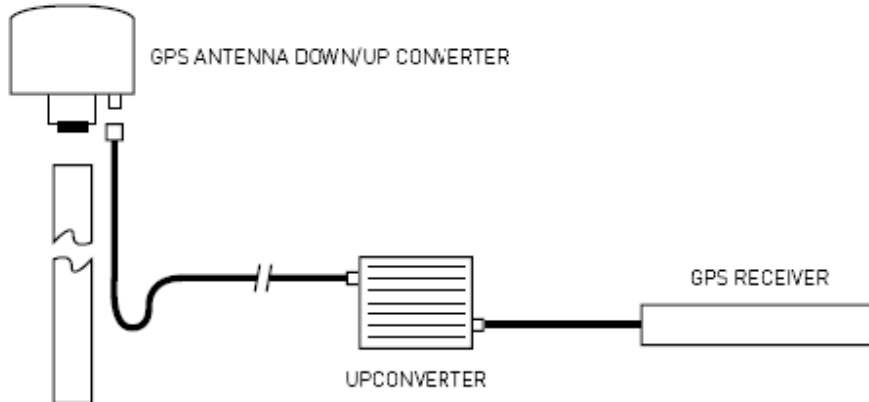 GPS ANTENNA DOWN/UP CONVERTER
GPS RECEIVER
UPCONVERTER